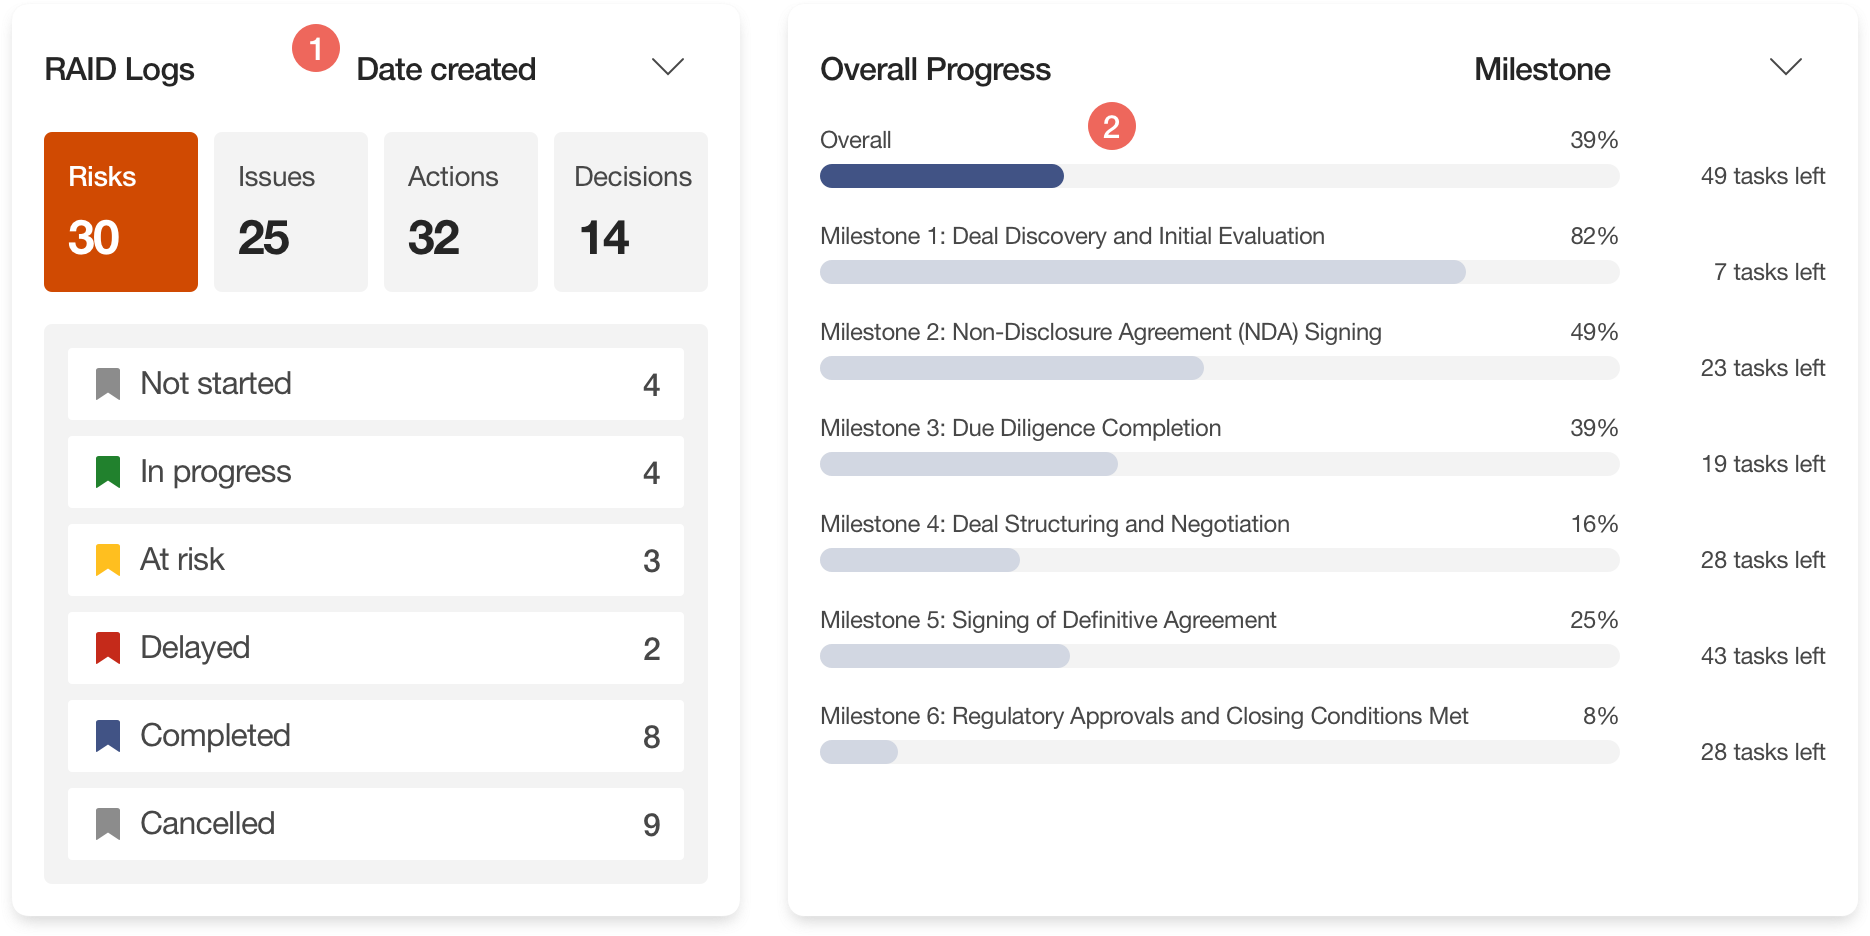 RAID Logs
1
Date created
Risks
30
Issues
25
Actions
32
Decisions
14
Not started 4
In progress 4
At risk 3
Delayed 2
Completed 8
Cancelled 9
Overall Progress
Milestone
2
Overall 39%
49 tasks left
Milestone 1: Deal Discovery and Initial Evaluation 82%
7 tasks left
Milestone 2: Non-Disclosure Agreement (NDA) Signing 49%
23 tasks left
Milestone 3: Due Diligence Completion 39%
19 tasks left
Milestone 4: Deal Structuring and Negotiation 16%
28 tasks left
Milestone 5: Signing of Definitive Agreement 25%
43 tasks left
Milestone 6: Regulatory Approvals and Closing Conditions Met 8%
28 tasks left